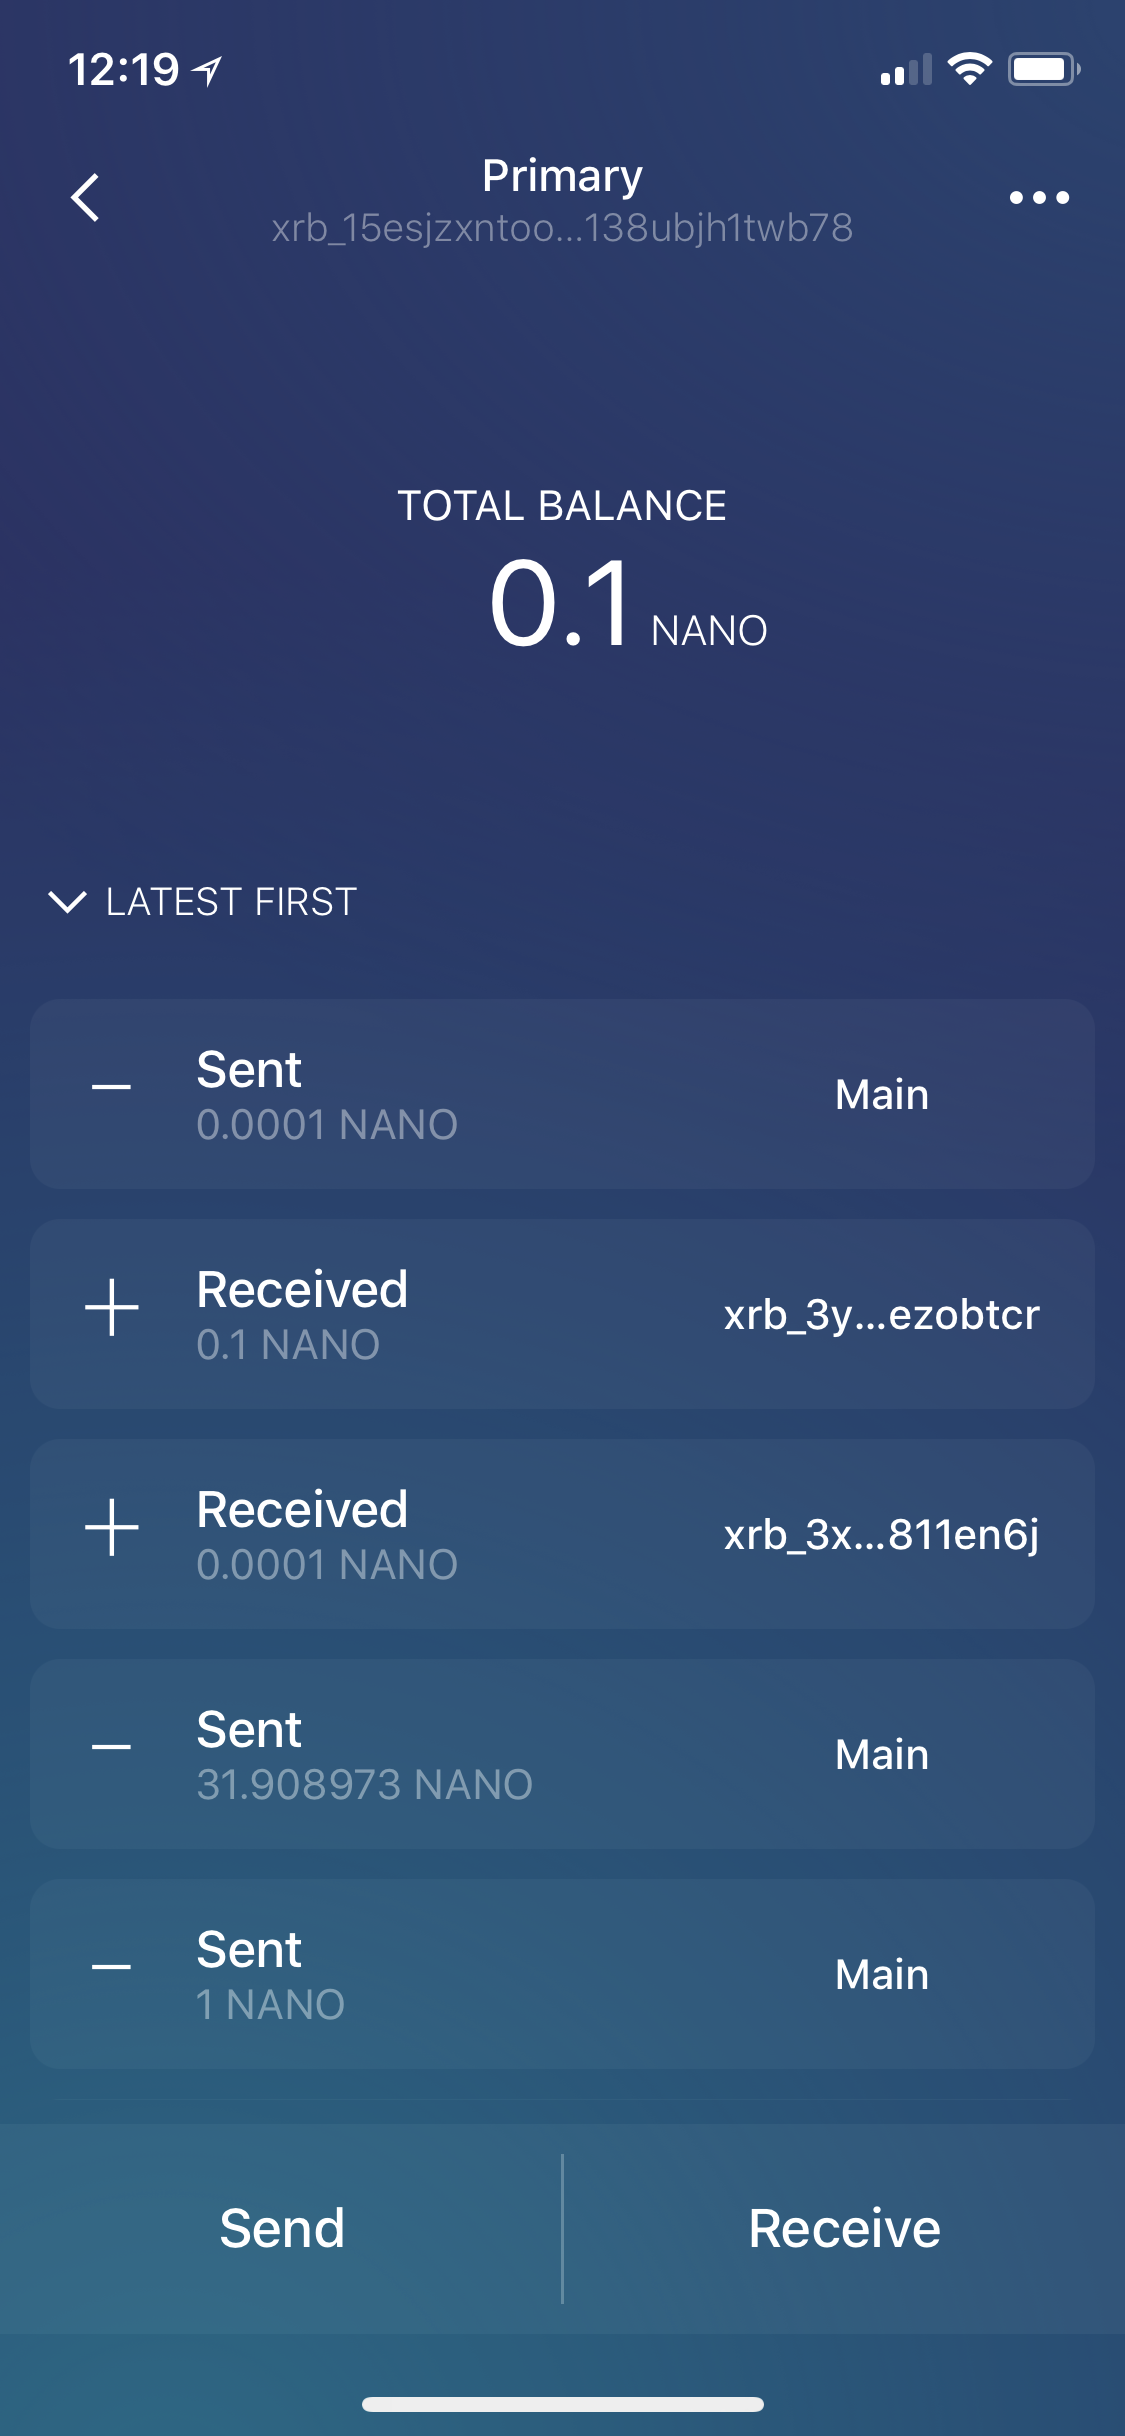 12:19
Primary
xrb_15esjzxntoo...138ubjh1twb78
TOTAL BALANCE
0.1 NANO
LATEST FIRST
Sent
0.0001 NANO
Main
Received
0.1 NANO
xrb_3y...ezobtcr
Received
0.0001 NANO
xrb_3x...811en6j
Sent
31.908973 NANO
Main
Sent
1 NANO
Main
Send
Receive